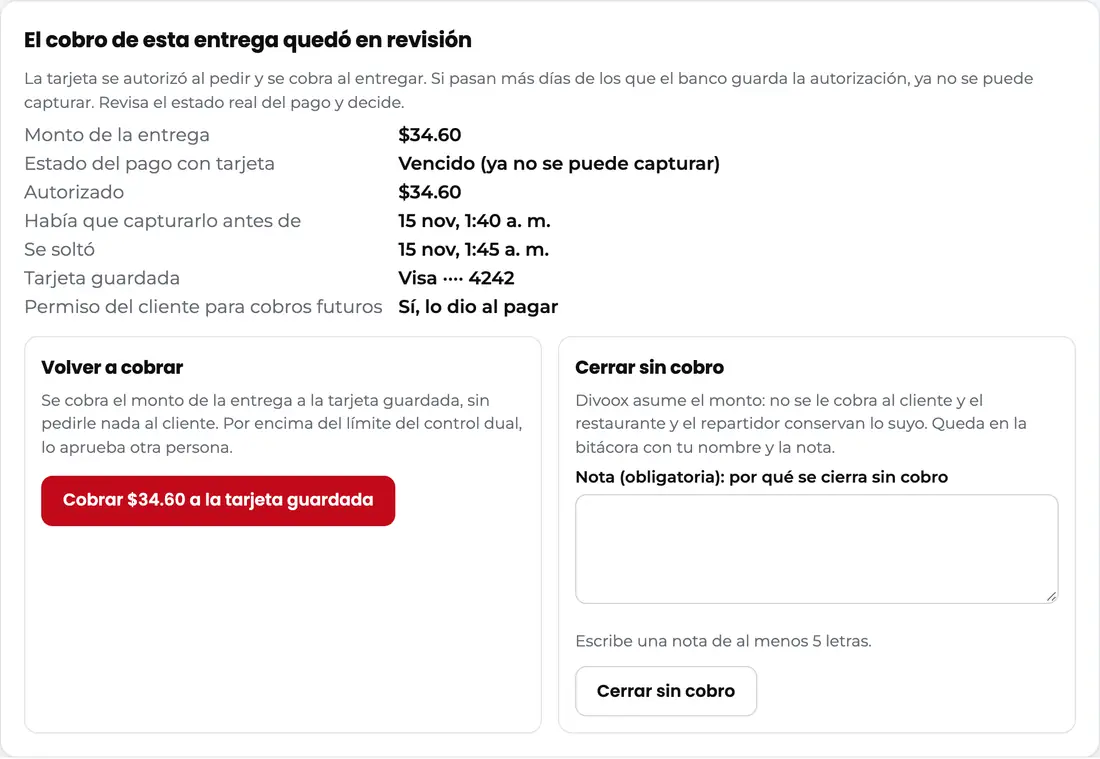 El cobro de esta entrega quedó en revisión
La tarjeta se autorizó al pedir y se cobra al entregar. Si pasan más días de los que el banco guarda la autorización, ya no se puede
capturar. Revisa el estado real del pago y decide.
Monto de la entrega $34.60
Estado del pago con tarjeta Vencido (ya no se puede capturar)
Autorizado $34.60
Había que capturarlo antes de 15 nov, 1:40 a. m.
Se soltó 15 nov, 1:45 a. m.
Tarjeta guardada Visa ···· 4242
Permiso del cliente para cobros futuros Sí, lo dio al pagar
Volver a cobrar
Se cobra el monto de la entrega a la tarjeta guardada, sin
pedirle nada al cliente. Por encima del límite del control dual,
lo aprueba otra persona.
Cobrar $34.60 a la tarjeta guardada
Cerrar sin cobro
Divoox asume el monto: no se le cobra al cliente y el
restaurante y el repartidor conservan lo suyo. Queda en la
bitácora con tu nombre y la nota.
Nota (obligatoria): por qué se cierra sin cobro
Escribe una nota de al menos 5 letras.
Cerrar sin cobro